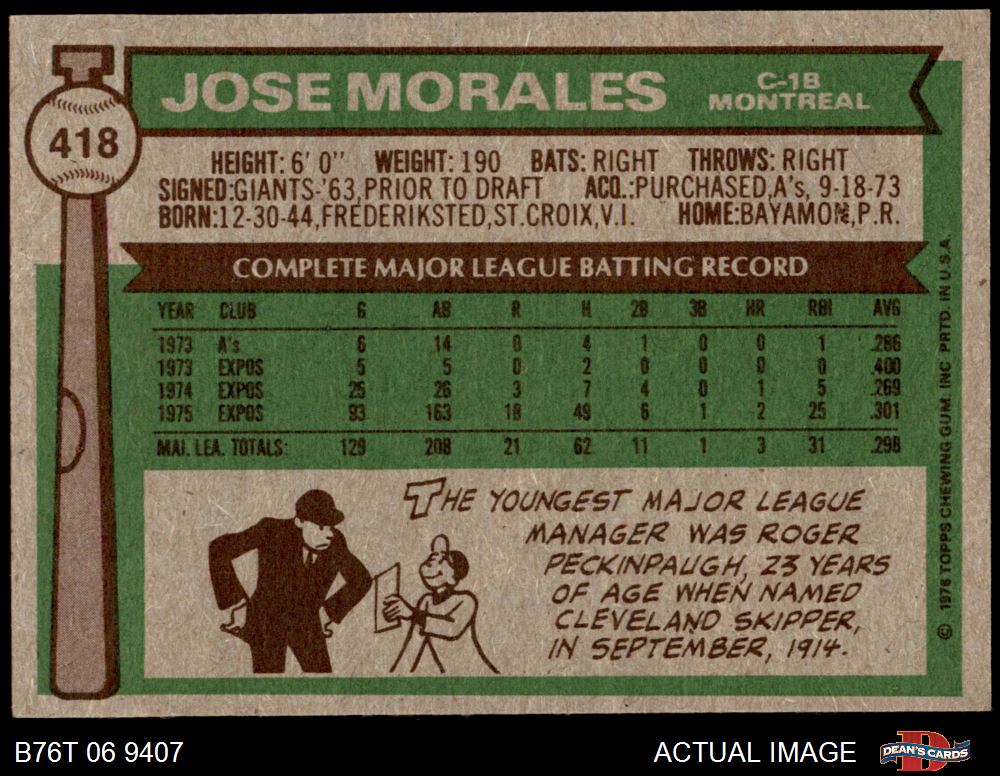 418
JOSE MORALES
C-1B
MONTREAL
HEIGHT: 6' 0" WEIGHT: 190 BATS: RIGHT THROWS: RIGHT
SIGNED:GIANTS-'63,PRIOR TO DRAFT ACQ.:PURCHASED,A's, 9-18-73
BORN:12-30-44,FREDERIKSTED,ST.CROIX,V.I. HOME:BAYAMON,P.R.
COMPLETE MAJOR LEAGUE BATTING RECORD
YEAR CLUB G AB R H 2B 3B HR RBI AVG
1973 A's 6 14 0 4 1 0 0 1 .286
1973 EXPOS 5 5 0 2 0 0 0 0 .400
1974 EXPOS 25 26 3 7 4 0 1 5 .269
1975 EXPOS 93 163 18 49 6 1 2 25 .301
MAJ. LEA. TOTALS: 129 208 21 62 11 1 3 31 .298
THE YOUNGEST MAJOR LEAGUE
MANAGER WAS ROGER
PECKINPAUGH, 23 YEARS
OF AGE WHEN NAMED
CLEVELAND SKIPPER,
IN SEPTEMBER, 1914.
© 1976 TOPPS CHEWING GUM, INC PRTD. IN U.S.A.
B76T 06 9407
ACTUAL IMAGE
D
DEAN'S CARDS